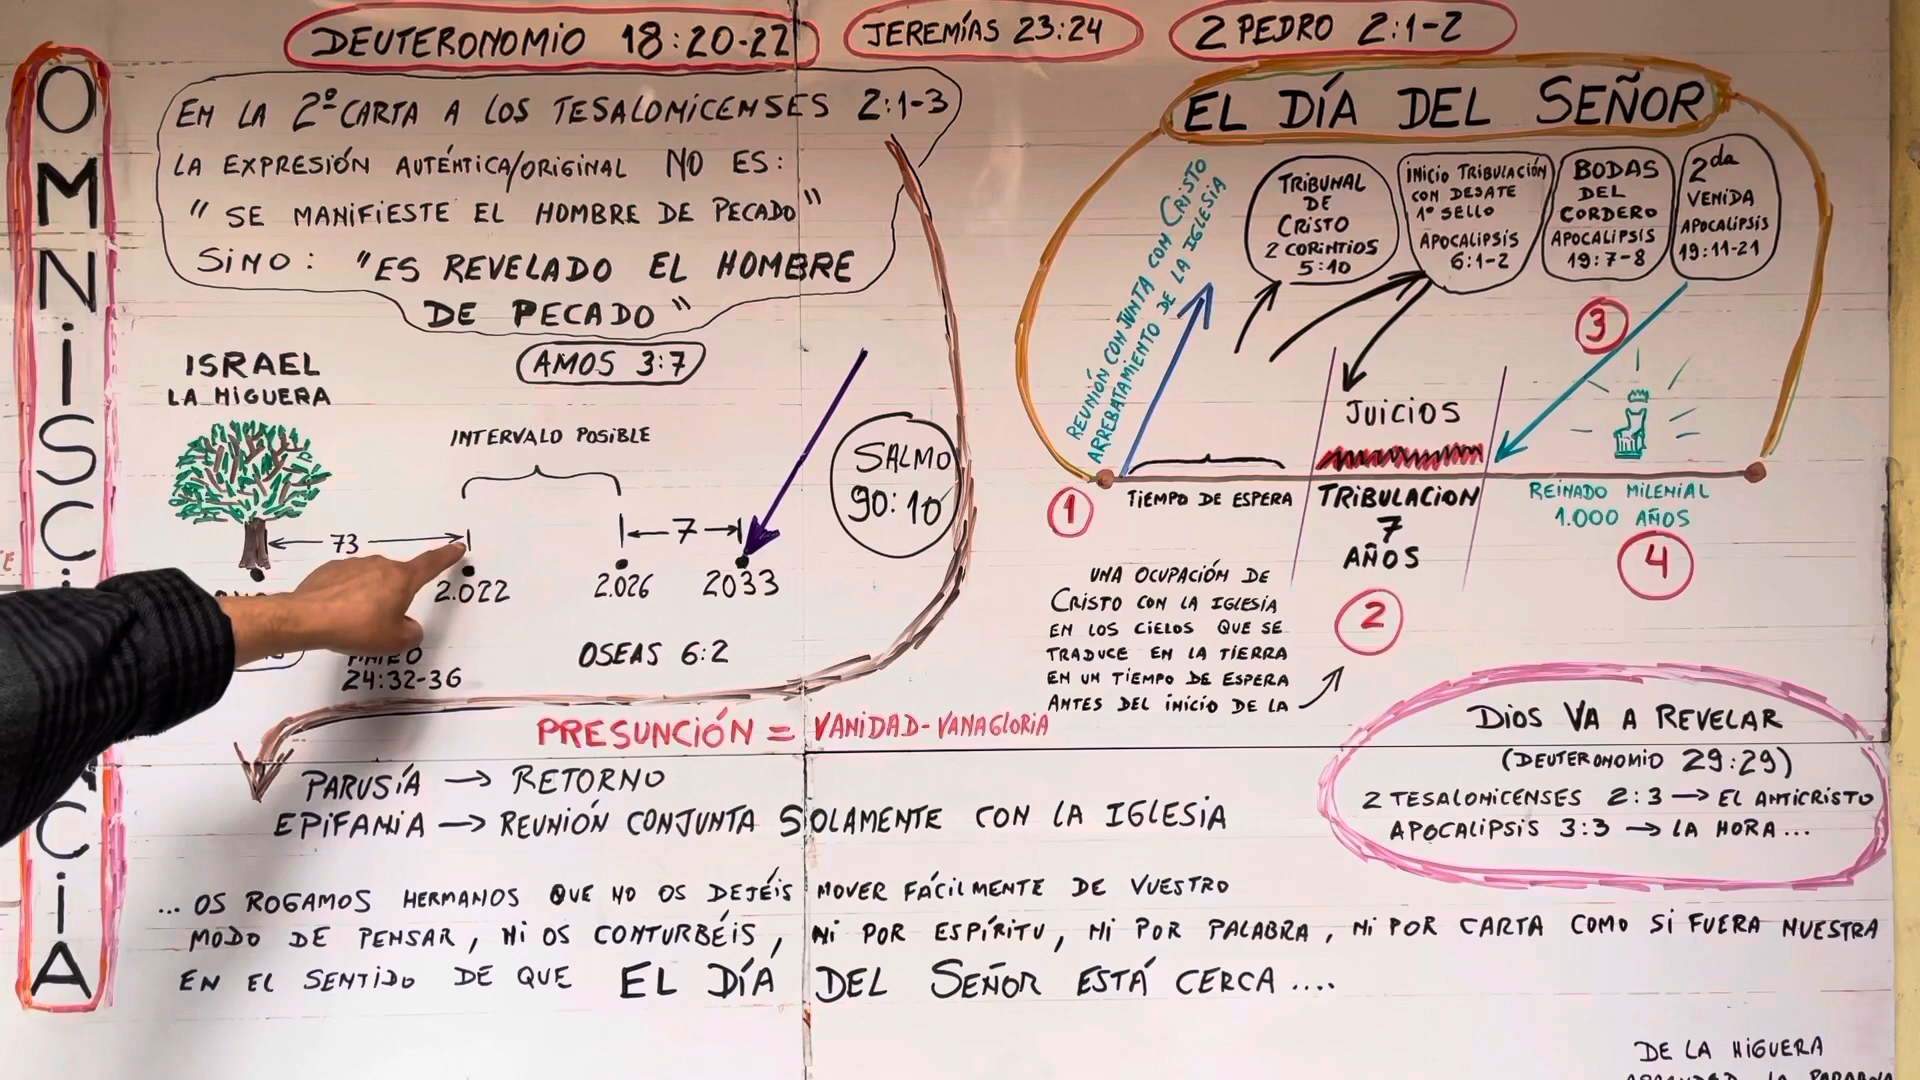 DEUTERONOMIO 18:20-22
JEREMÍAS 23:24
2 PEDRO 2:1-2
EN LA 2º CARTA A LOS TESALONICENSES 2:1-3
LA EXPRESIÓN AUTÉNTICA/ORIGINAL NO ES:
"SE MANIFIESTE EL HOMBRE DE PECADO"
SINO: "ES REVELADO EL HOMBRE
DE PECADO"
AMOS 3:7
ISRAEL
LA HIGUERA
INTERVALO POSIBLE
73
7
2.022
2.026
2033
SALMO
90:10
24:32-36
OSEAS 6:2
EL DÍA DEL SEÑOR
REUNIÓN CONJUNTA CON CRISTO
ARREBATAMIENTO DE LA IGLESIA
TRIBUNAL
DE
CRISTO
2 CORINTIOS
5:10
INICIO TRIBULACIÓN
CON DESATE
1º SELLO
APOCALIPSIS
6:1-2
BODAS
DEL
CORDERO
APOCALIPSIS
19:7-8
2da
VENIDA
APOCALIPSIS
19:11-21
3
JUICIOS
1
TIEMPO DE ESPERA
TRIBULACION
7
AÑOS
2
REINADO MILENIAL
1.000 AÑOS
4
UNA OCUPACIÓN DE
CRISTO CON LA IGLESIA
EN LOS CIELOS QUE SE
TRADUCE EN LA TIERRA
EN UN TIEMPO DE ESPERA
ANTES DEL INICIO DE LA
PRESUNCIÓN = VANIDAD-VANAGLORIA
PARUSÍA → RETORNO
EPIFANIA → REUNIÓN CONJUNTA SOLAMENTE CON LA IGLESIA
DIOS VA A REVELAR
(DEUTERONOMIO 29:29)
2 TESALONICENSES 2:3 → EL ANTICRISTO
APOCALIPSIS 3:3 → LA HORA...
...OS ROGAMOS HERMANOS QUE NO OS DEJÉIS MOVER FÁCILMENTE DE VUESTRO
MODO DE PENSAR, NI OS CONTURBÉIS, NI POR ESPÍRITU, NI POR PALABRA, NI POR CARTA COMO SI FUERA NUESTRA
EN EL SENTIDO DE QUE EL DÍA DEL SEÑOR ESTÁ CERCA....
DE LA HIGUERA
OMNISC
CIA